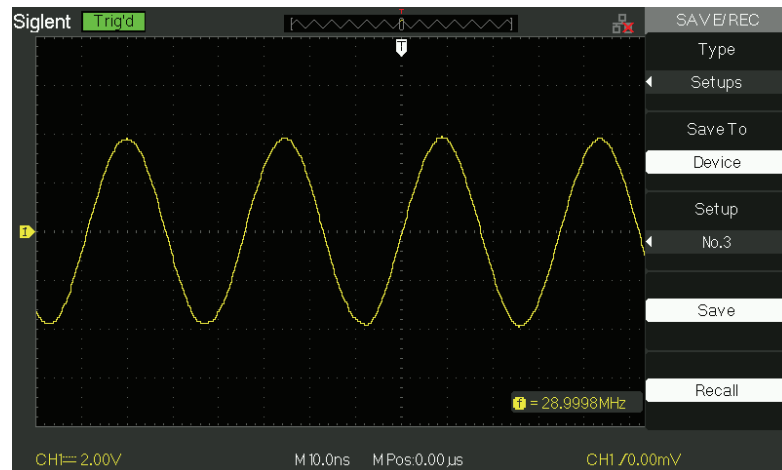 Siglent Trig'd
T
T
1
f = 28.9998MHz
CH1 2.00V M 10.0ns M Pos:0.00µs CH1 0.00mV
SAVE/REC
Type
Setups
Save To
Device
Setup
No.3
Save
Recall